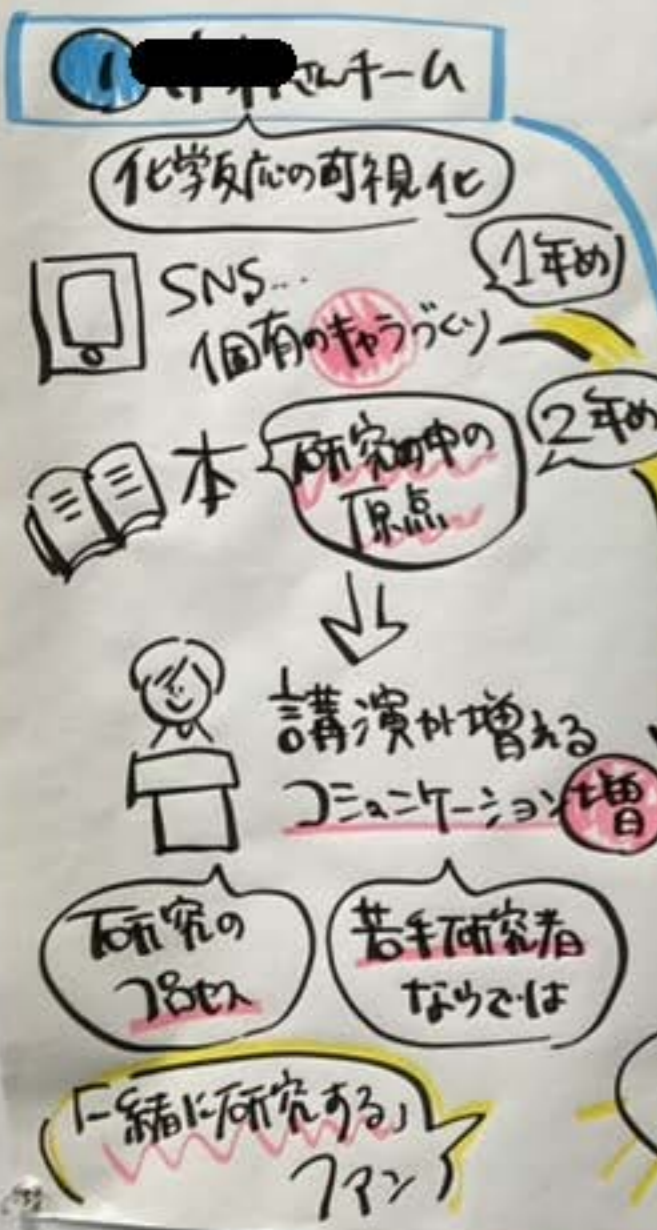 1 さんチーム
化学反応の可視化
SNS...
個有のキャラづくり
1年め
本
研究の中の
原点
2年め
講演が増える
コミュニケーション増
研究の
プロセス
若手研究者
ならでは
「一緒に研究する」
ファン